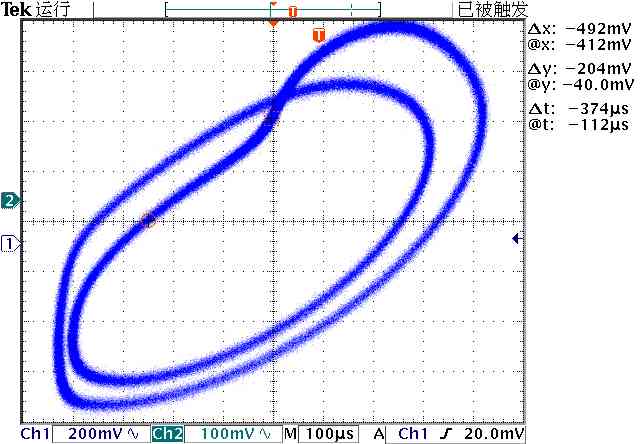 Tek 运行 T 已被触发
T
Δx: -492mV
@x: -412mV
Δy: -204mV
@y: -40.0mV
Δt: -374µs
@t: -112µs
2
1
Ch1 200mV ∿ Ch2 100mV ∿ M 100µs A Ch1 ƒ 20.0mV